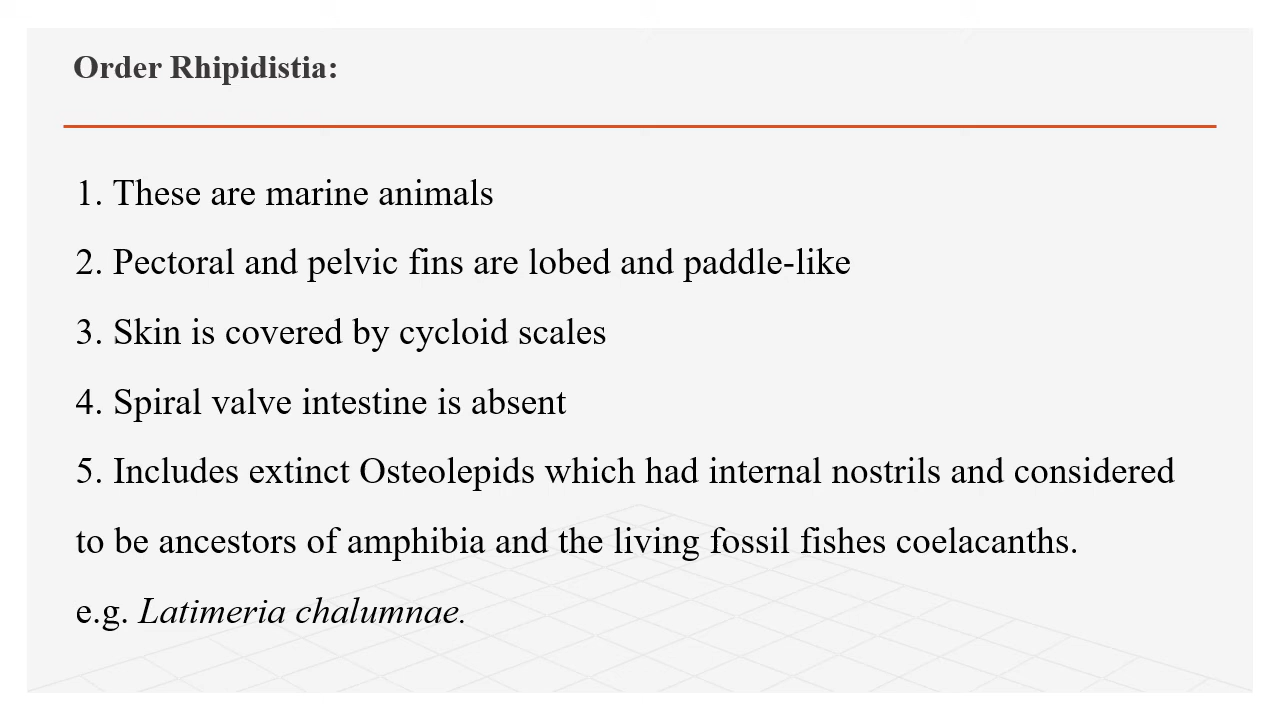 Order Rhipidistia:
1. These are marine animals
2. Pectoral and pelvic fins are lobed and paddle-like
3. Skin is covered by cycloid scales
4. Spiral valve intestine is absent
5. Includes extinct Osteolepids which had internal nostrils and considered
to be ancestors of amphibia and the living fossil fishes coelacanths.
e.g. Latimeria chalumnae.